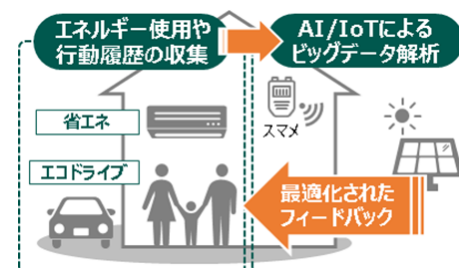 エネルギー使用や
行動履歴の収集
AI/IoTによる
ビッグデータ解析
省エネ
スマメ
エコドライブ
最適化された
フィードバック